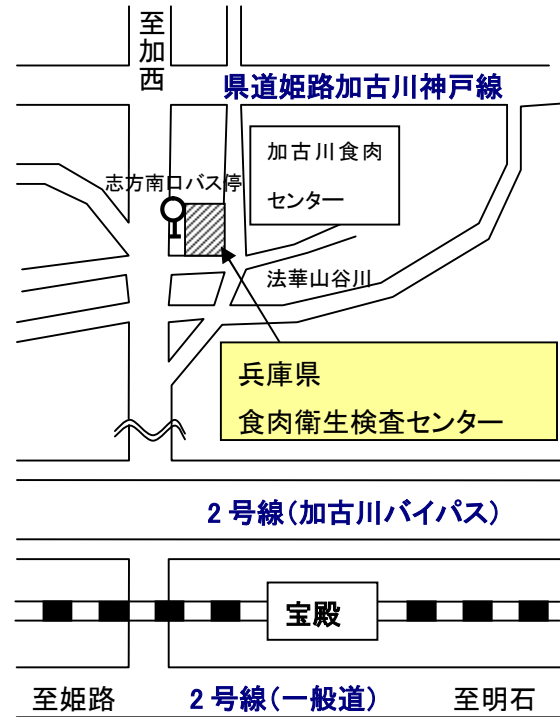 至加西
県道姫路加古川神戸線
加古川食肉
センター
志方南口バス停
法華山谷川
兵庫県
食肉衛生検査センター
2号線(加古川バイパス)
宝殿
至姫路
2号線(一般道)
至明石